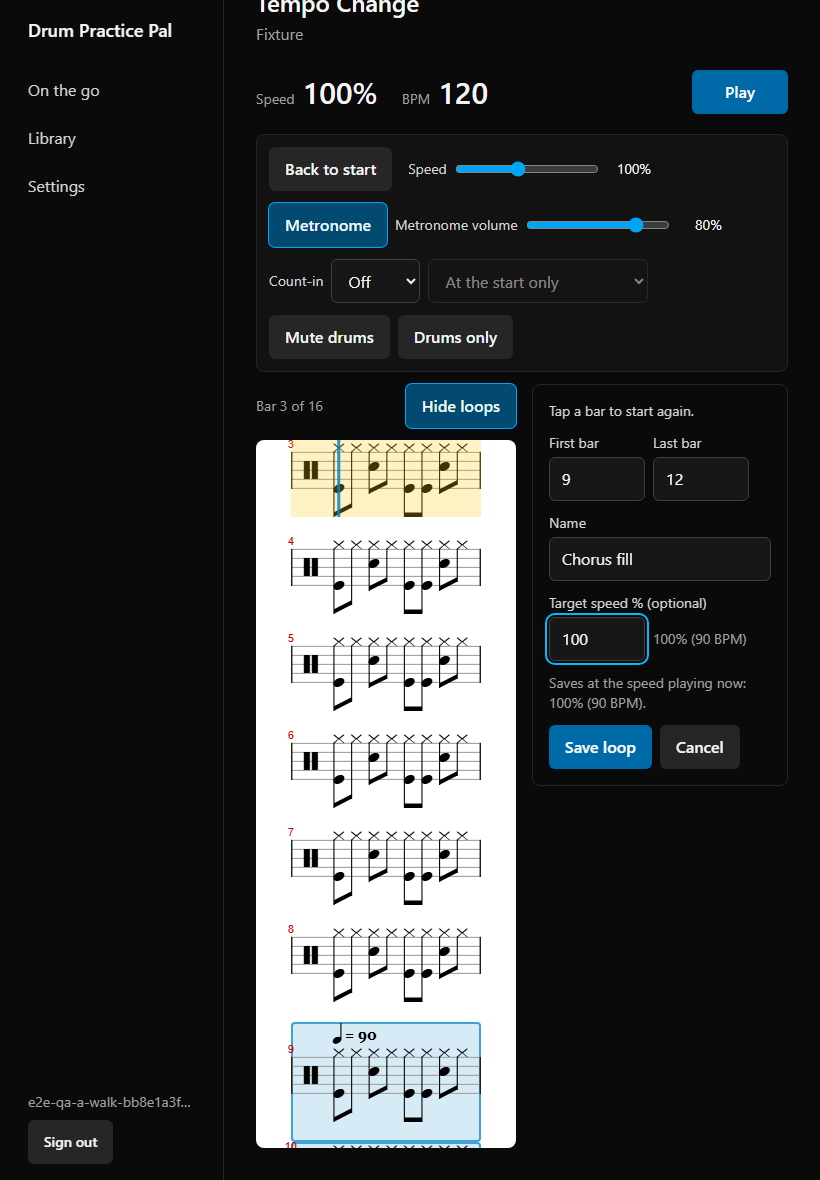 Drum Practice Pal
On the go
Library
Settings
Tempo Change
Fixture
Speed 100% BPM 120
Play
Back to start Speed 100%
Metronome Metronome volume 80%
Count-in Off At the start only
Mute drums Drums only
Bar 3 of 16
Hide loops
3
4
5
6
7
8
= 90
9
10
Tap a bar to start again.
First bar Last bar
9 12
Name
Chorus fill
Target speed % (optional)
100 100% (90 BPM)
Saves at the speed playing now:
100% (90 BPM).
Save loop Cancel
e2e-qa-a-walk-bb8e1a3f...
Sign out